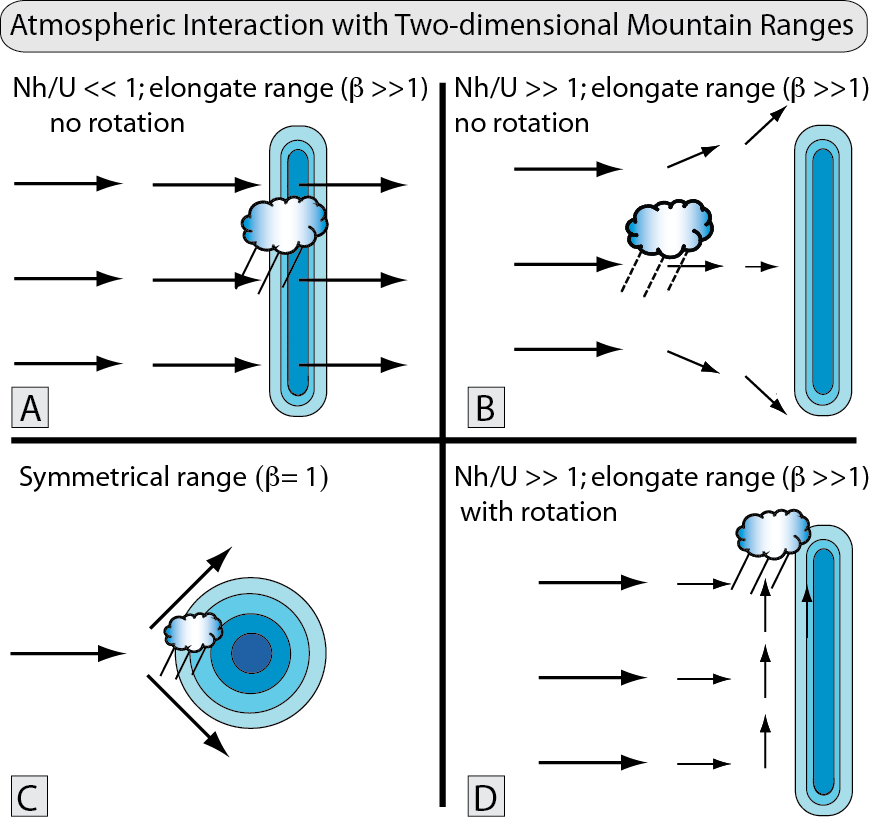 Atmospheric Interaction with Two-dimensional Mountain Ranges
Nh/U << 1; elongate range (β >>1)
no rotation
A
Nh/U >> 1; elongate range (β >>1)
no rotation
B
Symmetrical range (β= 1)
C
Nh/U >> 1; elongate range (β >>1)
with rotation
D